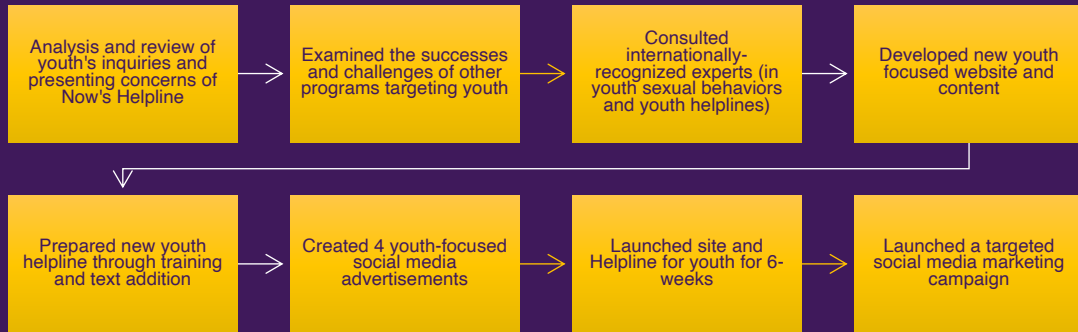 Analysis and review of
youth's inquiries and
presenting concerns of
Now's Helpline
Examined the successes
and challenges of other
programs targeting youth
Consulted
internationally-
recognized experts (in
youth sexual behaviors
and youth helplines)
Developed new youth
focused website and
content
Prepared new youth
helpline through training
and text addition
Created 4 youth-focused
social media
advertisements
Launched site and
Helpline for youth for 6-
weeks
Launched a targeted
social media marketing
campaign